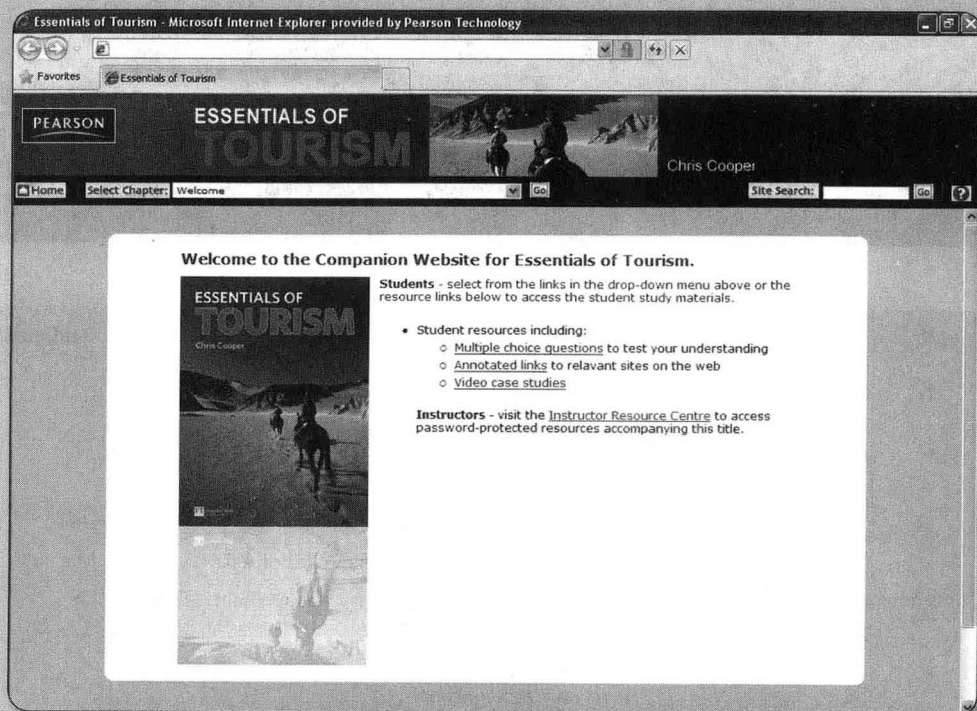 Essentials of Tourism - Microsoft Internet Explorer provided by Pearson Technology
Favorites
Essentials of Tourism
PEARSON
ESSENTIALS OF
TOURISM
Chris Cooper
Home
Select Chapter:
Welcome
Go
Site Search:
Go
?
Welcome to the Companion Website for Essentials of Tourism.
ESSENTIALS OF
TOURISM
Chris Cooper
Students - select from the links in the drop-down menu above or the
resource links below to access the student study materials.
• Student resources including:
○ Multiple choice questions to test your understanding
○ Annotated links to relavant sites on the web
○ Video case studies
Instructors - visit the Instructor Resource Centre to access
password-protected resources accompanying this title.